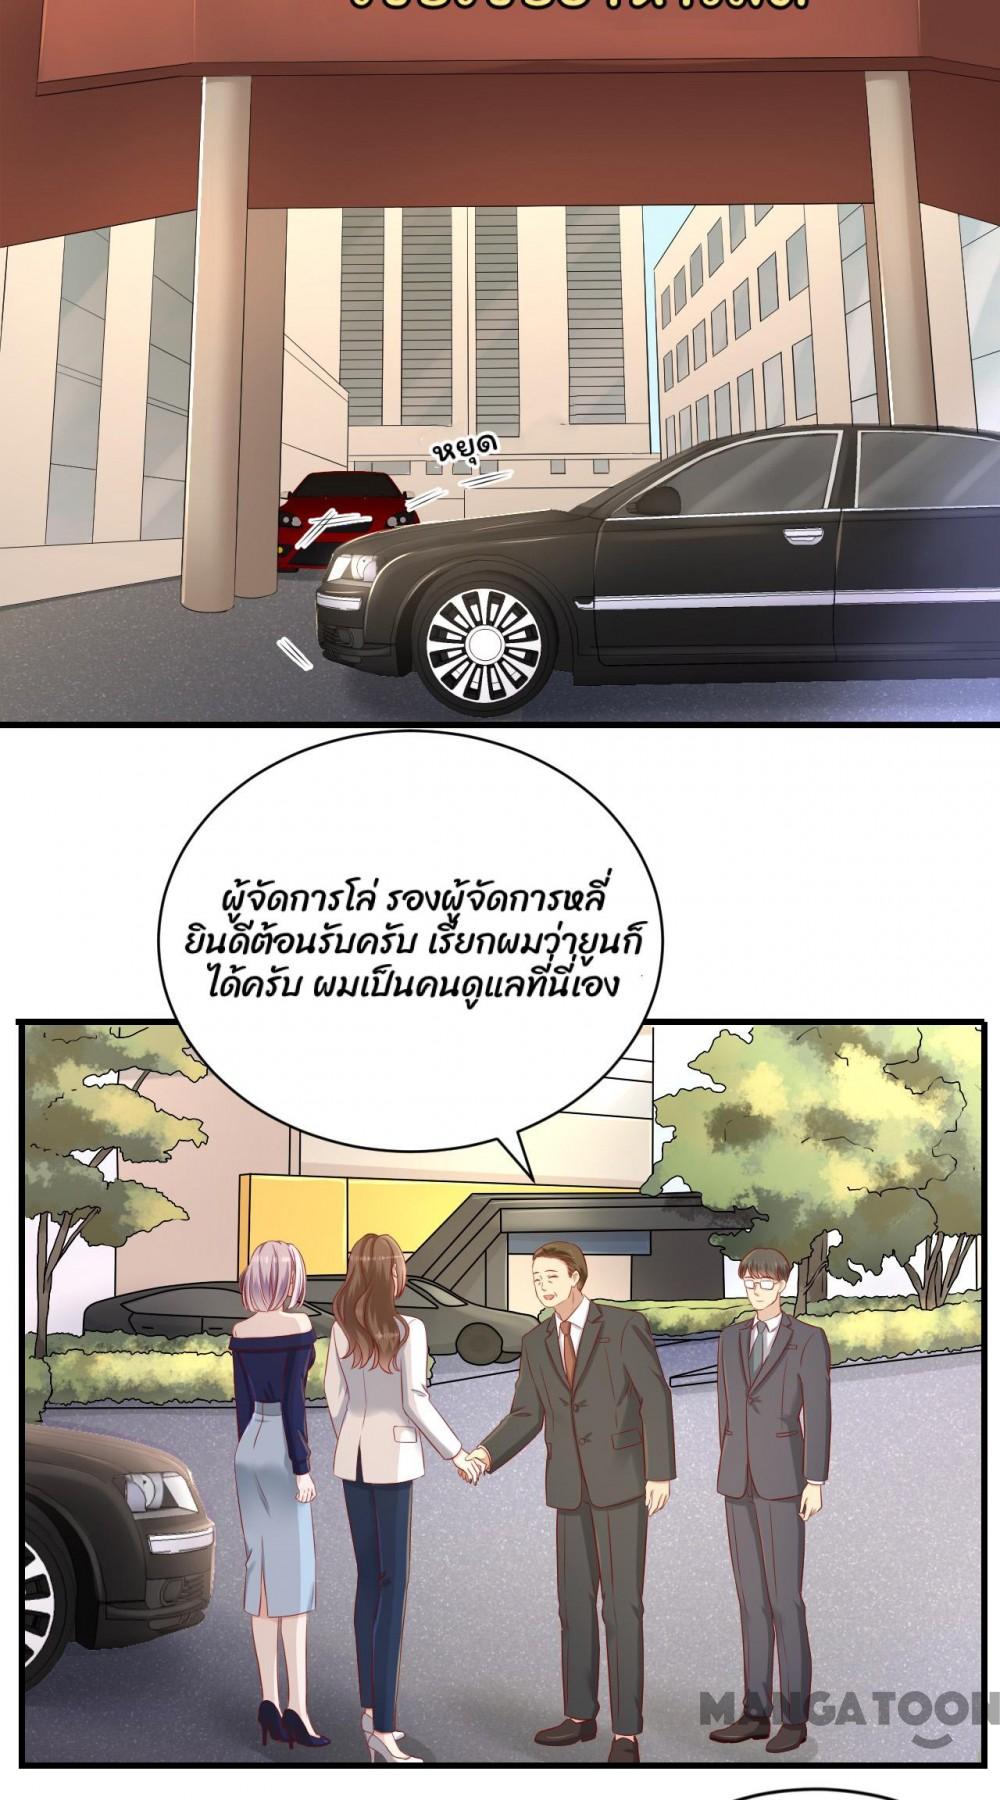 หยุด
ผู้จัดการโล่ รองผู้จัดการหลี่
ยินดีต้อนรับครับ เรียกผมว่ายูนก็
ได้ครับ ผมเป็นคนดูแลที่นี่เอง
MANGATOON